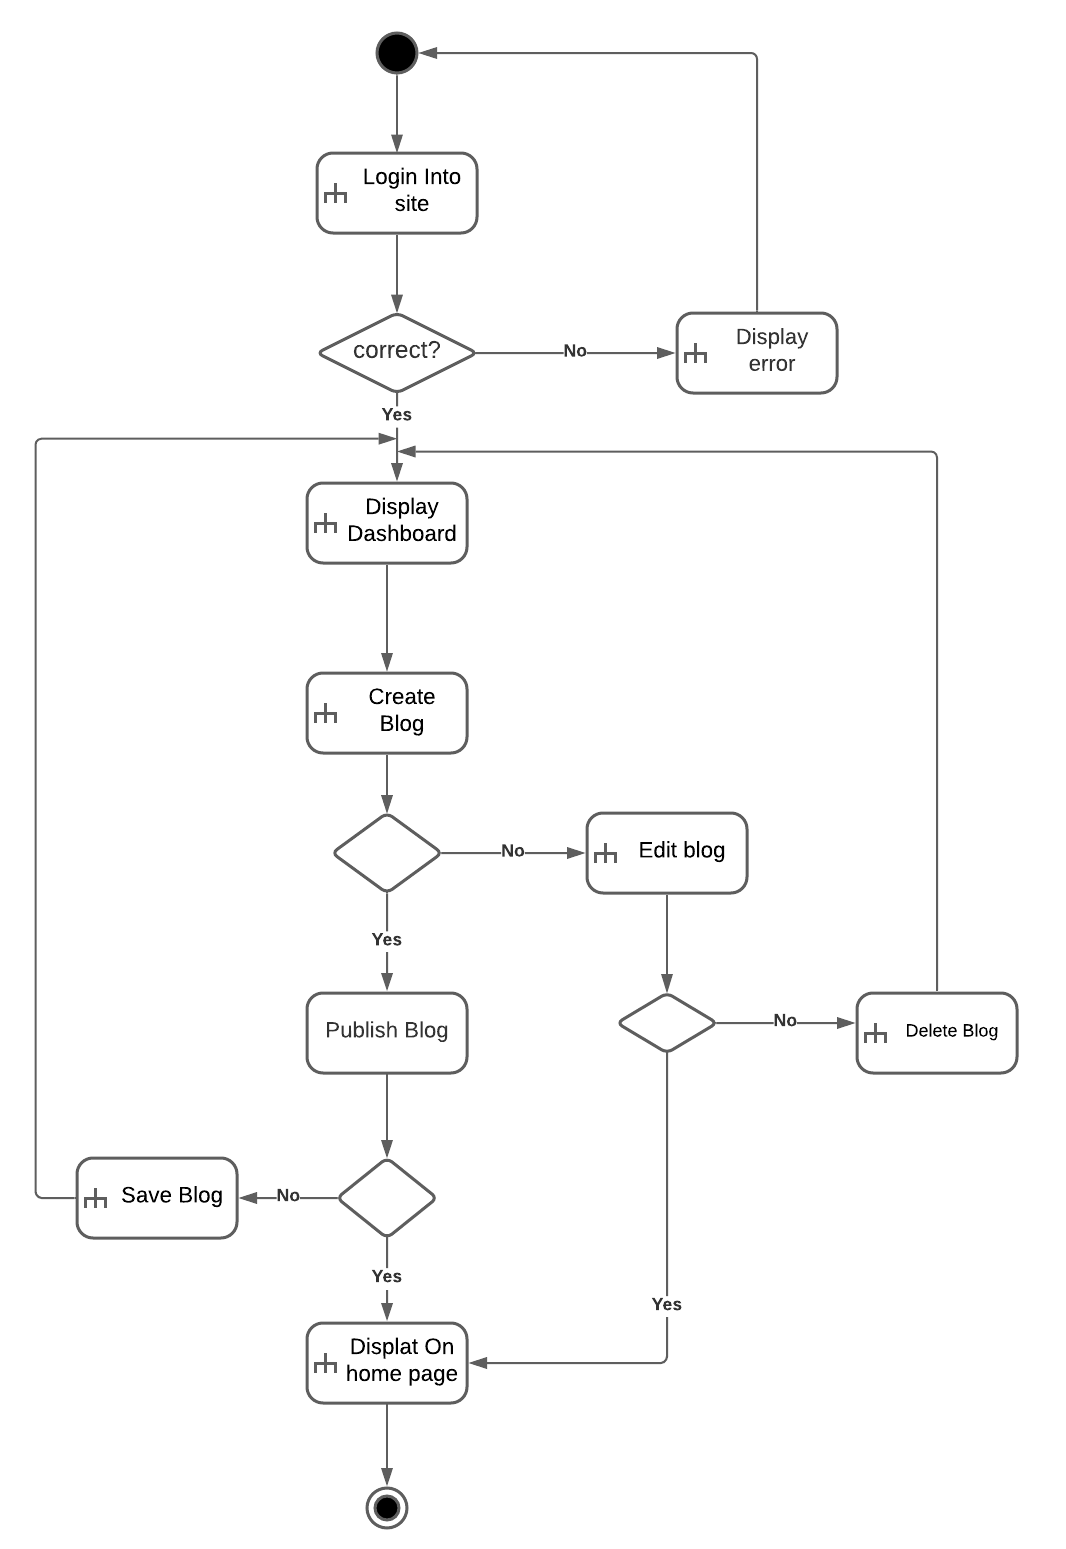 Login Into
site
correct?
No
Display
error
Yes
Display
Dashboard
Create
Blog
No
Edit blog
Yes
Publish Blog
No
Delete Blog
Save Blog
No
Yes
Yes
Displat On
home page